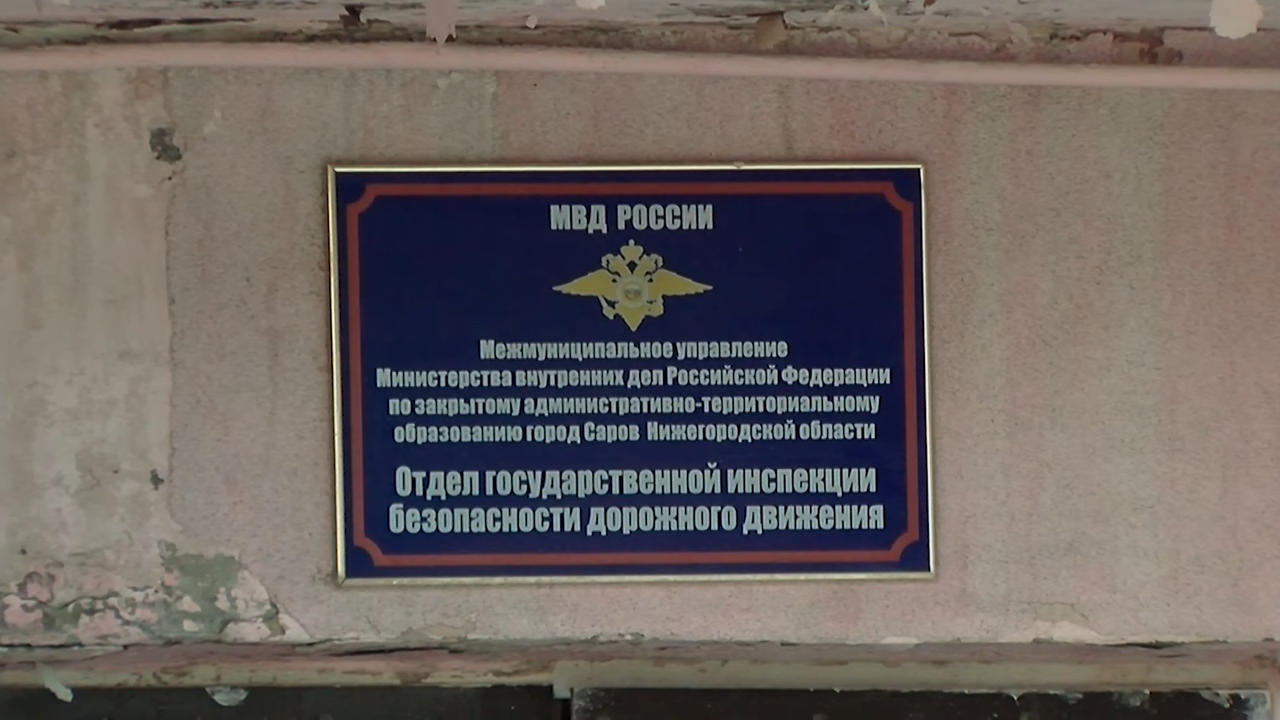 МВД РОССИИ
Межмуниципальное управление
Министерства внутренних дел Российской Федерации
по закрытому административно-территориальному
образованию город Саров Нижегородской области
Отдел государственной инспекции
безопасности дорожного движения